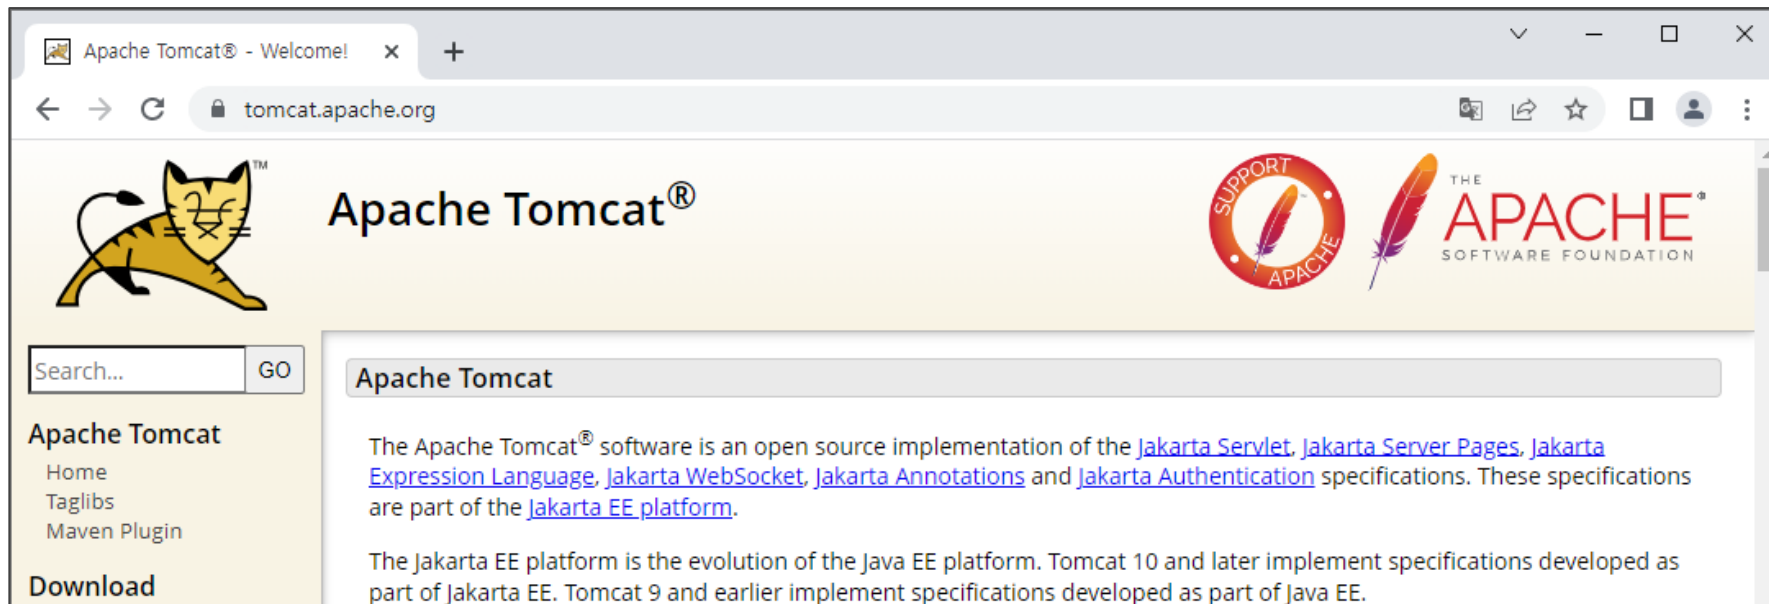 Apache Tomcat® - Welcome!
tomcat.apache.org
TM
Apache Tomcat®
SUPPORT
APACHE
THE
APACHE®
SOFTWARE FOUNDATION
Search...
GO
Apache Tomcat
Home
Taglibs
Maven Plugin
Download
Apache Tomcat
The Apache Tomcat® software is an open source implementation of the Jakarta Servlet, Jakarta Server Pages, Jakarta
Expression Language, Jakarta WebSocket, Jakarta Annotations and Jakarta Authentication specifications. These specifications
are part of the Jakarta EE platform.
The Jakarta EE platform is the evolution of the Java EE platform. Tomcat 10 and later implement specifications developed as
part of Jakarta EE. Tomcat 9 and earlier implement specifications developed as part of Java EE.